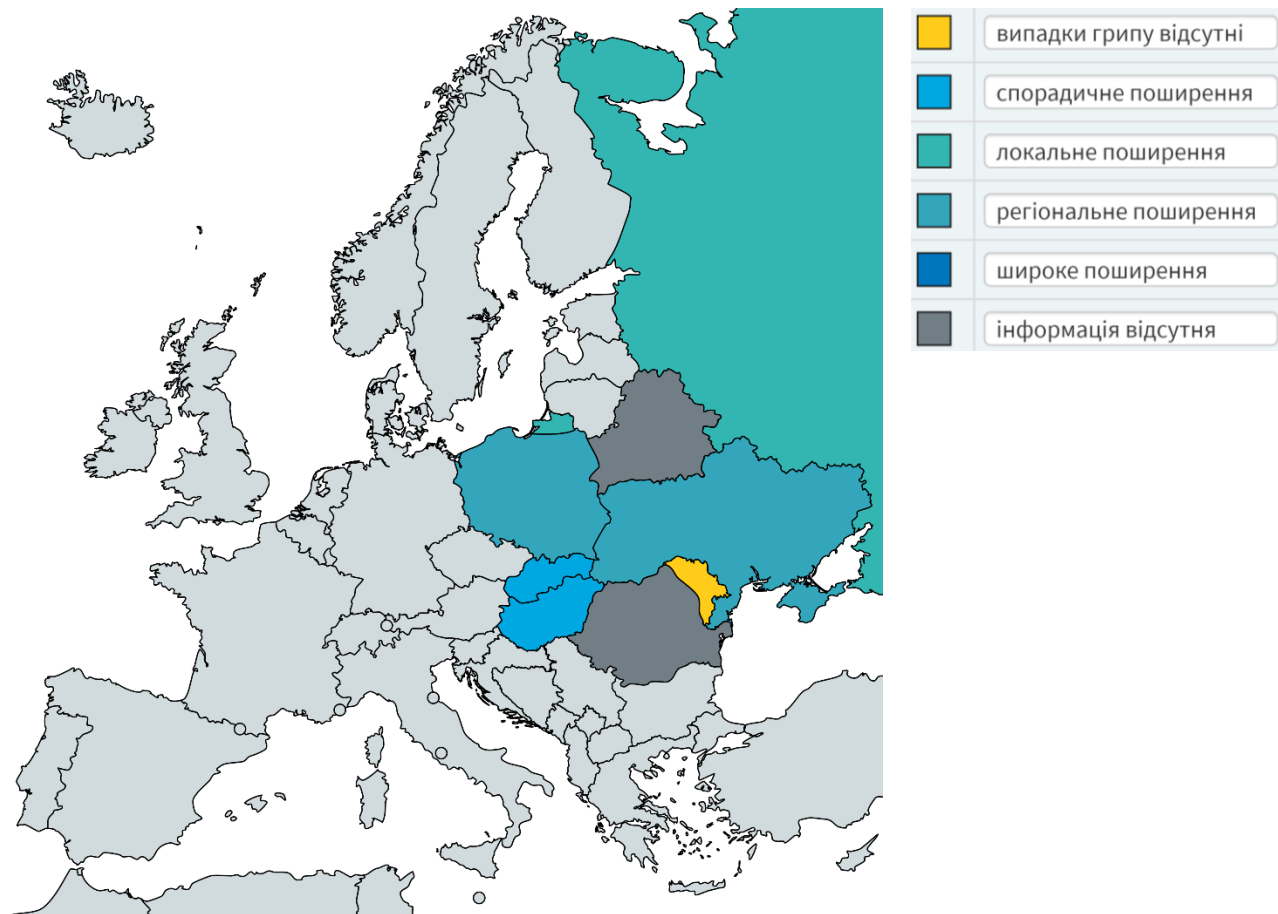 випадки грипу відсутні
спорадичне поширення
локальне поширення
регіональне поширення
широке поширення
інформація відсутня